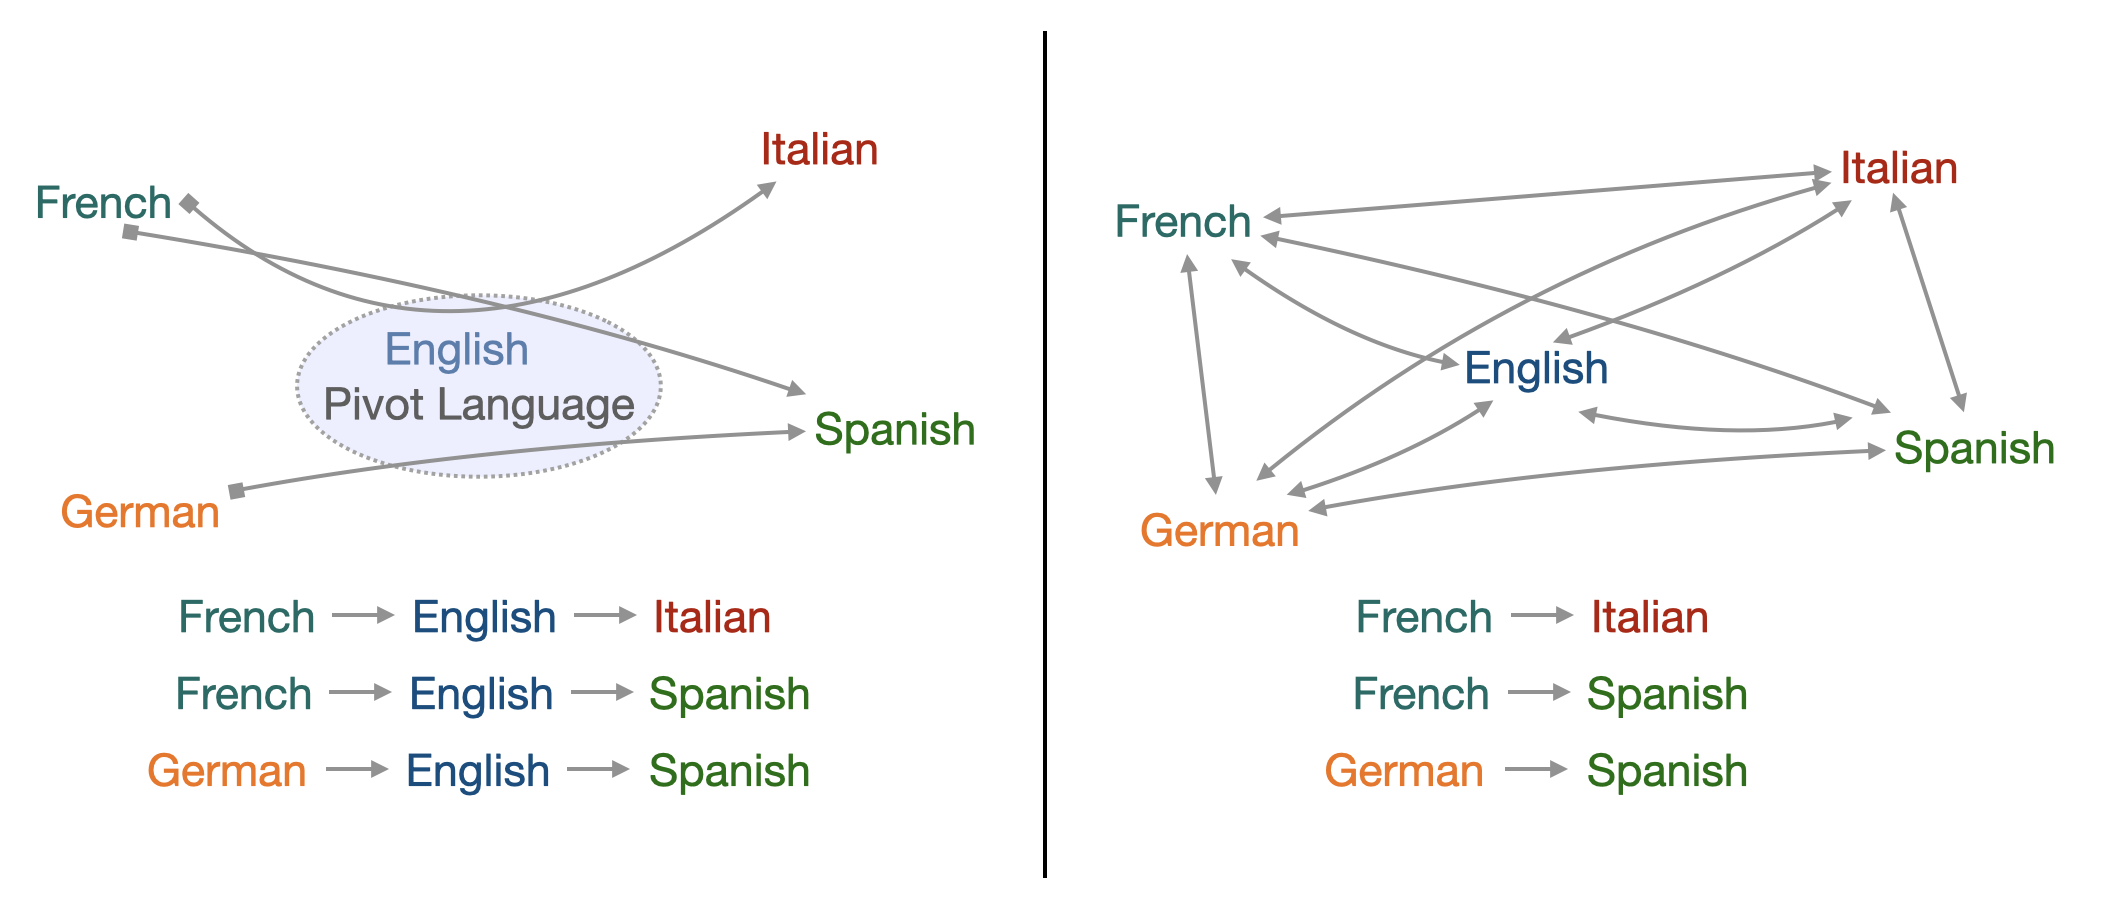 Italian
French
English
Pivot Language
Spanish
German
French English Italian
French English Spanish
German English Spanish
Italian
French
English
Spanish
German
French Italian
French Spanish
German Spanish